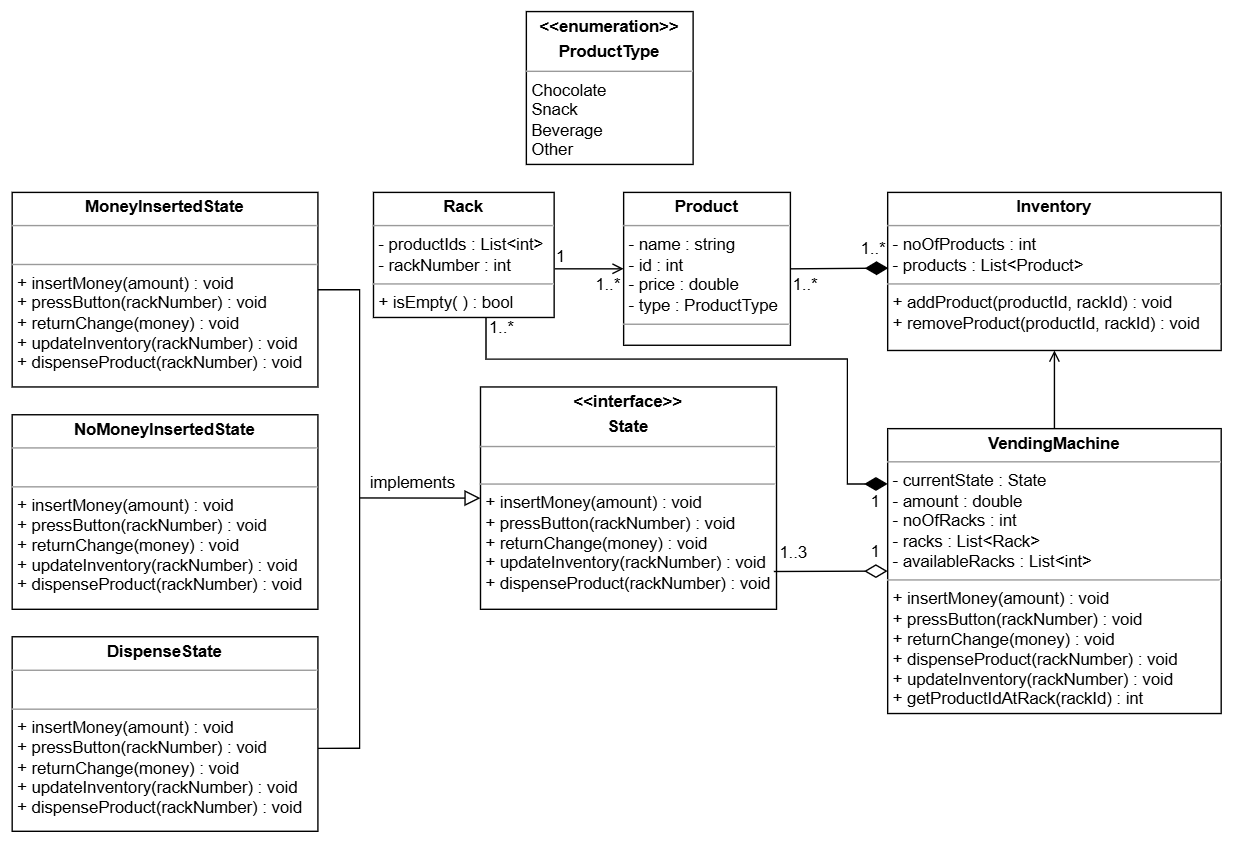 <<enumeration>>
ProductType
Chocolate
Snack
Beverage
Other
MoneyInsertedState
+ insertMoney(amount) : void
+ pressButton(rackNumber) : void
+ returnChange(money) : void
+ updateInventory(rackNumber) : void
+ dispenseProduct(rackNumber) : void
Rack
- productIds : List<int>
- rackNumber : int
+ isEmpty( ) : bool
1
1..*
1..*
Product
- name : string
- id : int
- price : double
- type : ProductType
1..*
1..*
Inventory
- noOfProducts : int
- products : List<Product>
+ addProduct(productId, rackId) : void
+ removeProduct(productId, rackId) : void
NoMoneyInsertedState
+ insertMoney(amount) : void
+ pressButton(rackNumber) : void
+ returnChange(money) : void
+ updateInventory(rackNumber) : void
+ dispenseProduct(rackNumber) : void
implements
<<interface>>
State
+ insertMoney(amount) : void
+ pressButton(rackNumber) : void
+ returnChange(money) : void
+ updateInventory(rackNumber) : void
+ dispenseProduct(rackNumber) : void
1..3
1
1
VendingMachine
- currentState : State
- amount : double
- noOfRacks : int
- racks : List<Rack>
- availableRacks : List<int>
+ insertMoney(amount) : void
+ pressButton(rackNumber) : void
+ returnChange(money) : void
+ dispenseProduct(rackNumber) : void
+ updateInventory(rackNumber) : void
+ getProductIdAtRack(rackId) : int
DispenseState
+ insertMoney(amount) : void
+ pressButton(rackNumber) : void
+ returnChange(money) : void
+ updateInventory(rackNumber) : void
+ dispenseProduct(rackNumber) : void